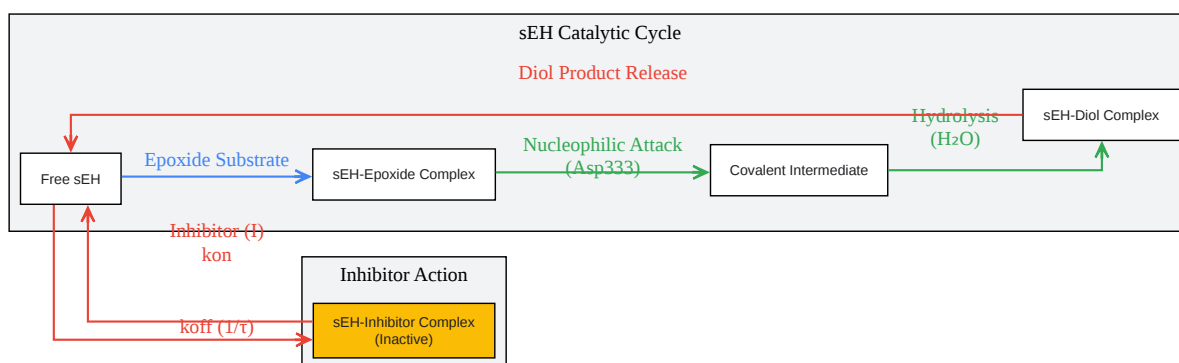 sEH Catalytic Cycle
Diol Product Release
Hydrolysis
(H₂O)
sEH-Diol Complex
Nucleophilic Attack
(Asp333)
Epoxide Substrate
Free sEH
sEH-Epoxide Complex
Covalent Intermediate
Inhibitor (I)
kon
Inhibitor Action
koff (1/τ)
sEH-Inhibitor Complex
(Inactive)